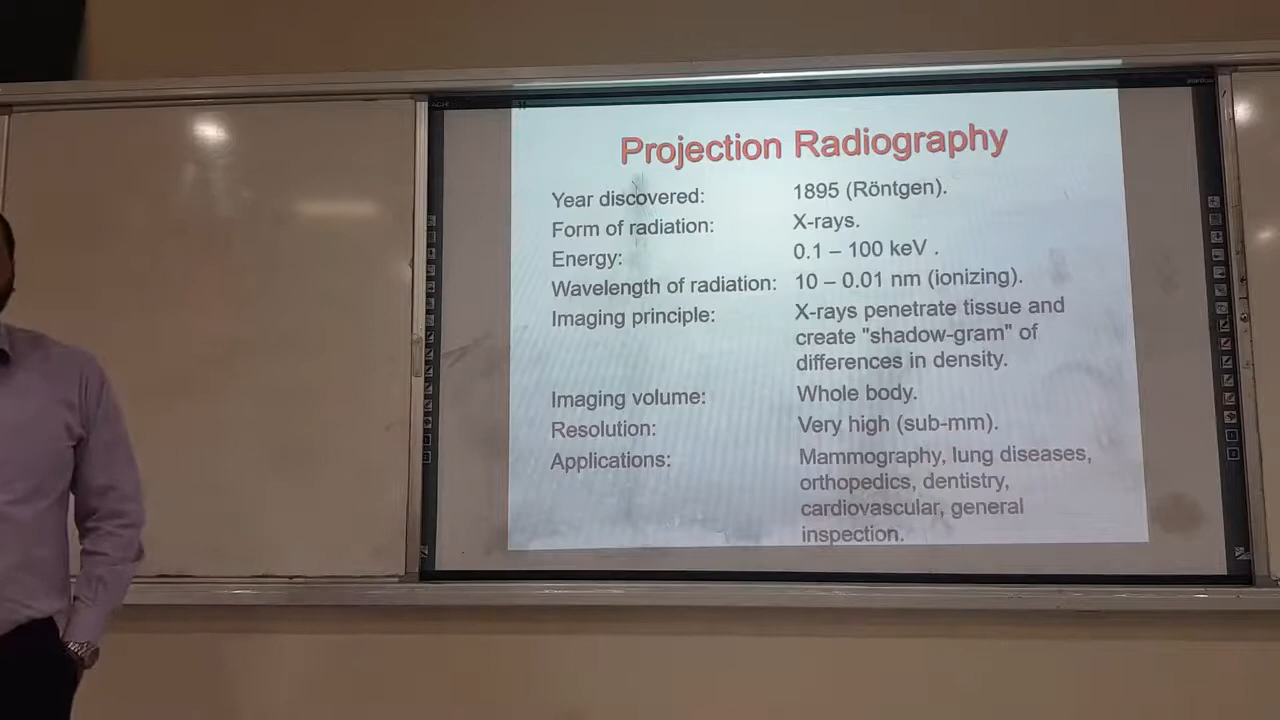 Projection Radiography
Year discovered: 1895 (Röntgen).
Form of radiation: X-rays.
Energy: 0.1 – 100 keV .
Wavelength of radiation: 10 – 0.01 nm (ionizing).
Imaging principle: X-rays penetrate tissue and
create "shadow-gram" of
differences in density.
Imaging volume: Whole body.
Resolution: Very high (sub-mm).
Applications: Mammography, lung diseases,
orthopedics, dentistry,
cardiovascular, general
inspection.